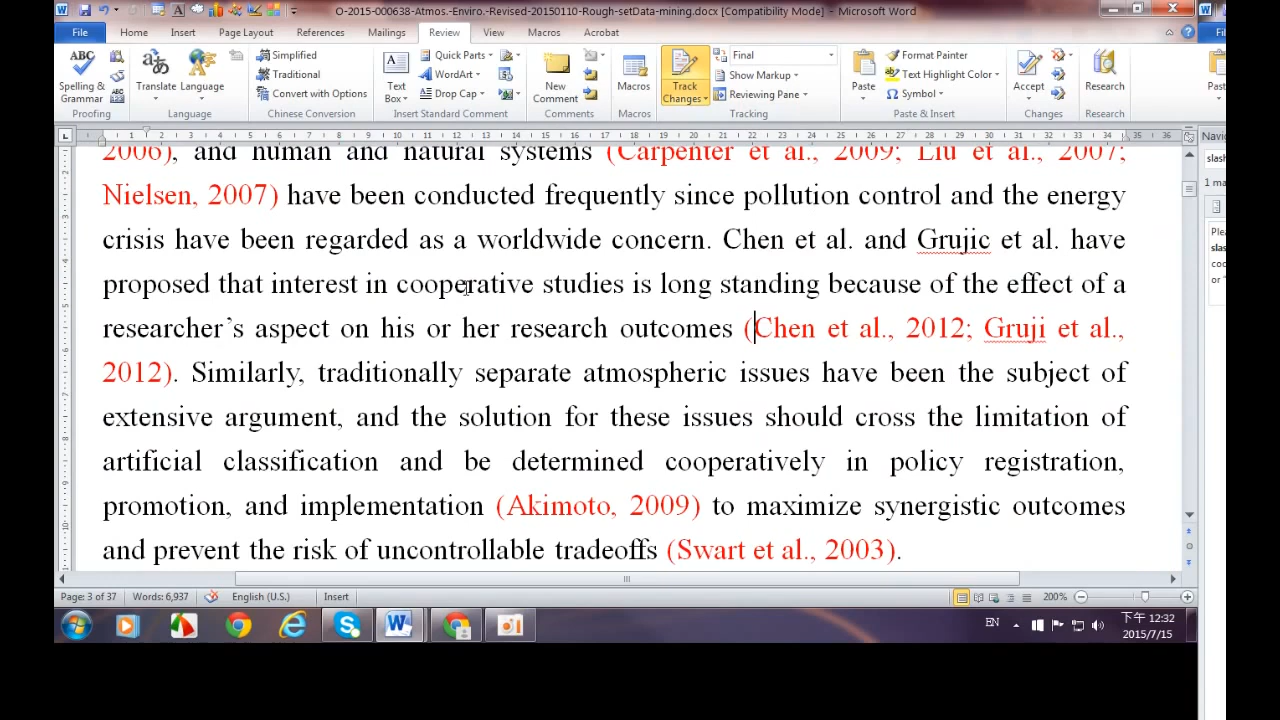 O-2015-000638-Atmos.-Enviro.-Revised-20150110-Rough-setData-mining.docx [Compatibility Mode] - Microsoft Word
File Home Insert Page Layout References Mailings Review View Macros Acrobat
ABC Spelling & Grammar
Translate Language
Simplified
Traditional
Convert with Options
Text Box
Quick Parts
WordArt
Drop Cap
New Comment
Macros
Track Changes
Final
Show Markup
Reviewing Pane
Paste
Format Painter
Text Highlight Color
Symbol
Accept
Research
Proofing Language Chinese Conversion Insert Standard Comment Comments Macros Tracking Paste & Insert Changes Research
2006), and human and natural systems (Carpenter et al., 2009; Liu et al., 2007;
Nielsen, 2007) have been conducted frequently since pollution control and the energy
crisis have been regarded as a worldwide concern. Chen et al. and Grujic et al. have
proposed that interest in cooperative studies is long standing because of the effect of a
researcher’s aspect on his or her research outcomes (Chen et al., 2012; Gruji et al.,
2012). Similarly, traditionally separate atmospheric issues have been the subject of
extensive argument, and the solution for these issues should cross the limitation of
artificial classification and be determined cooperatively in policy registration,
promotion, and implementation (Akimoto, 2009) to maximize synergistic outcomes
and prevent the risk of uncontrollable tradeoffs (Swart et al., 2003).
Page: 3 of 37 Words: 6,937 English (U.S.) Insert 200%
EN
下午 12:32
2015/7/15